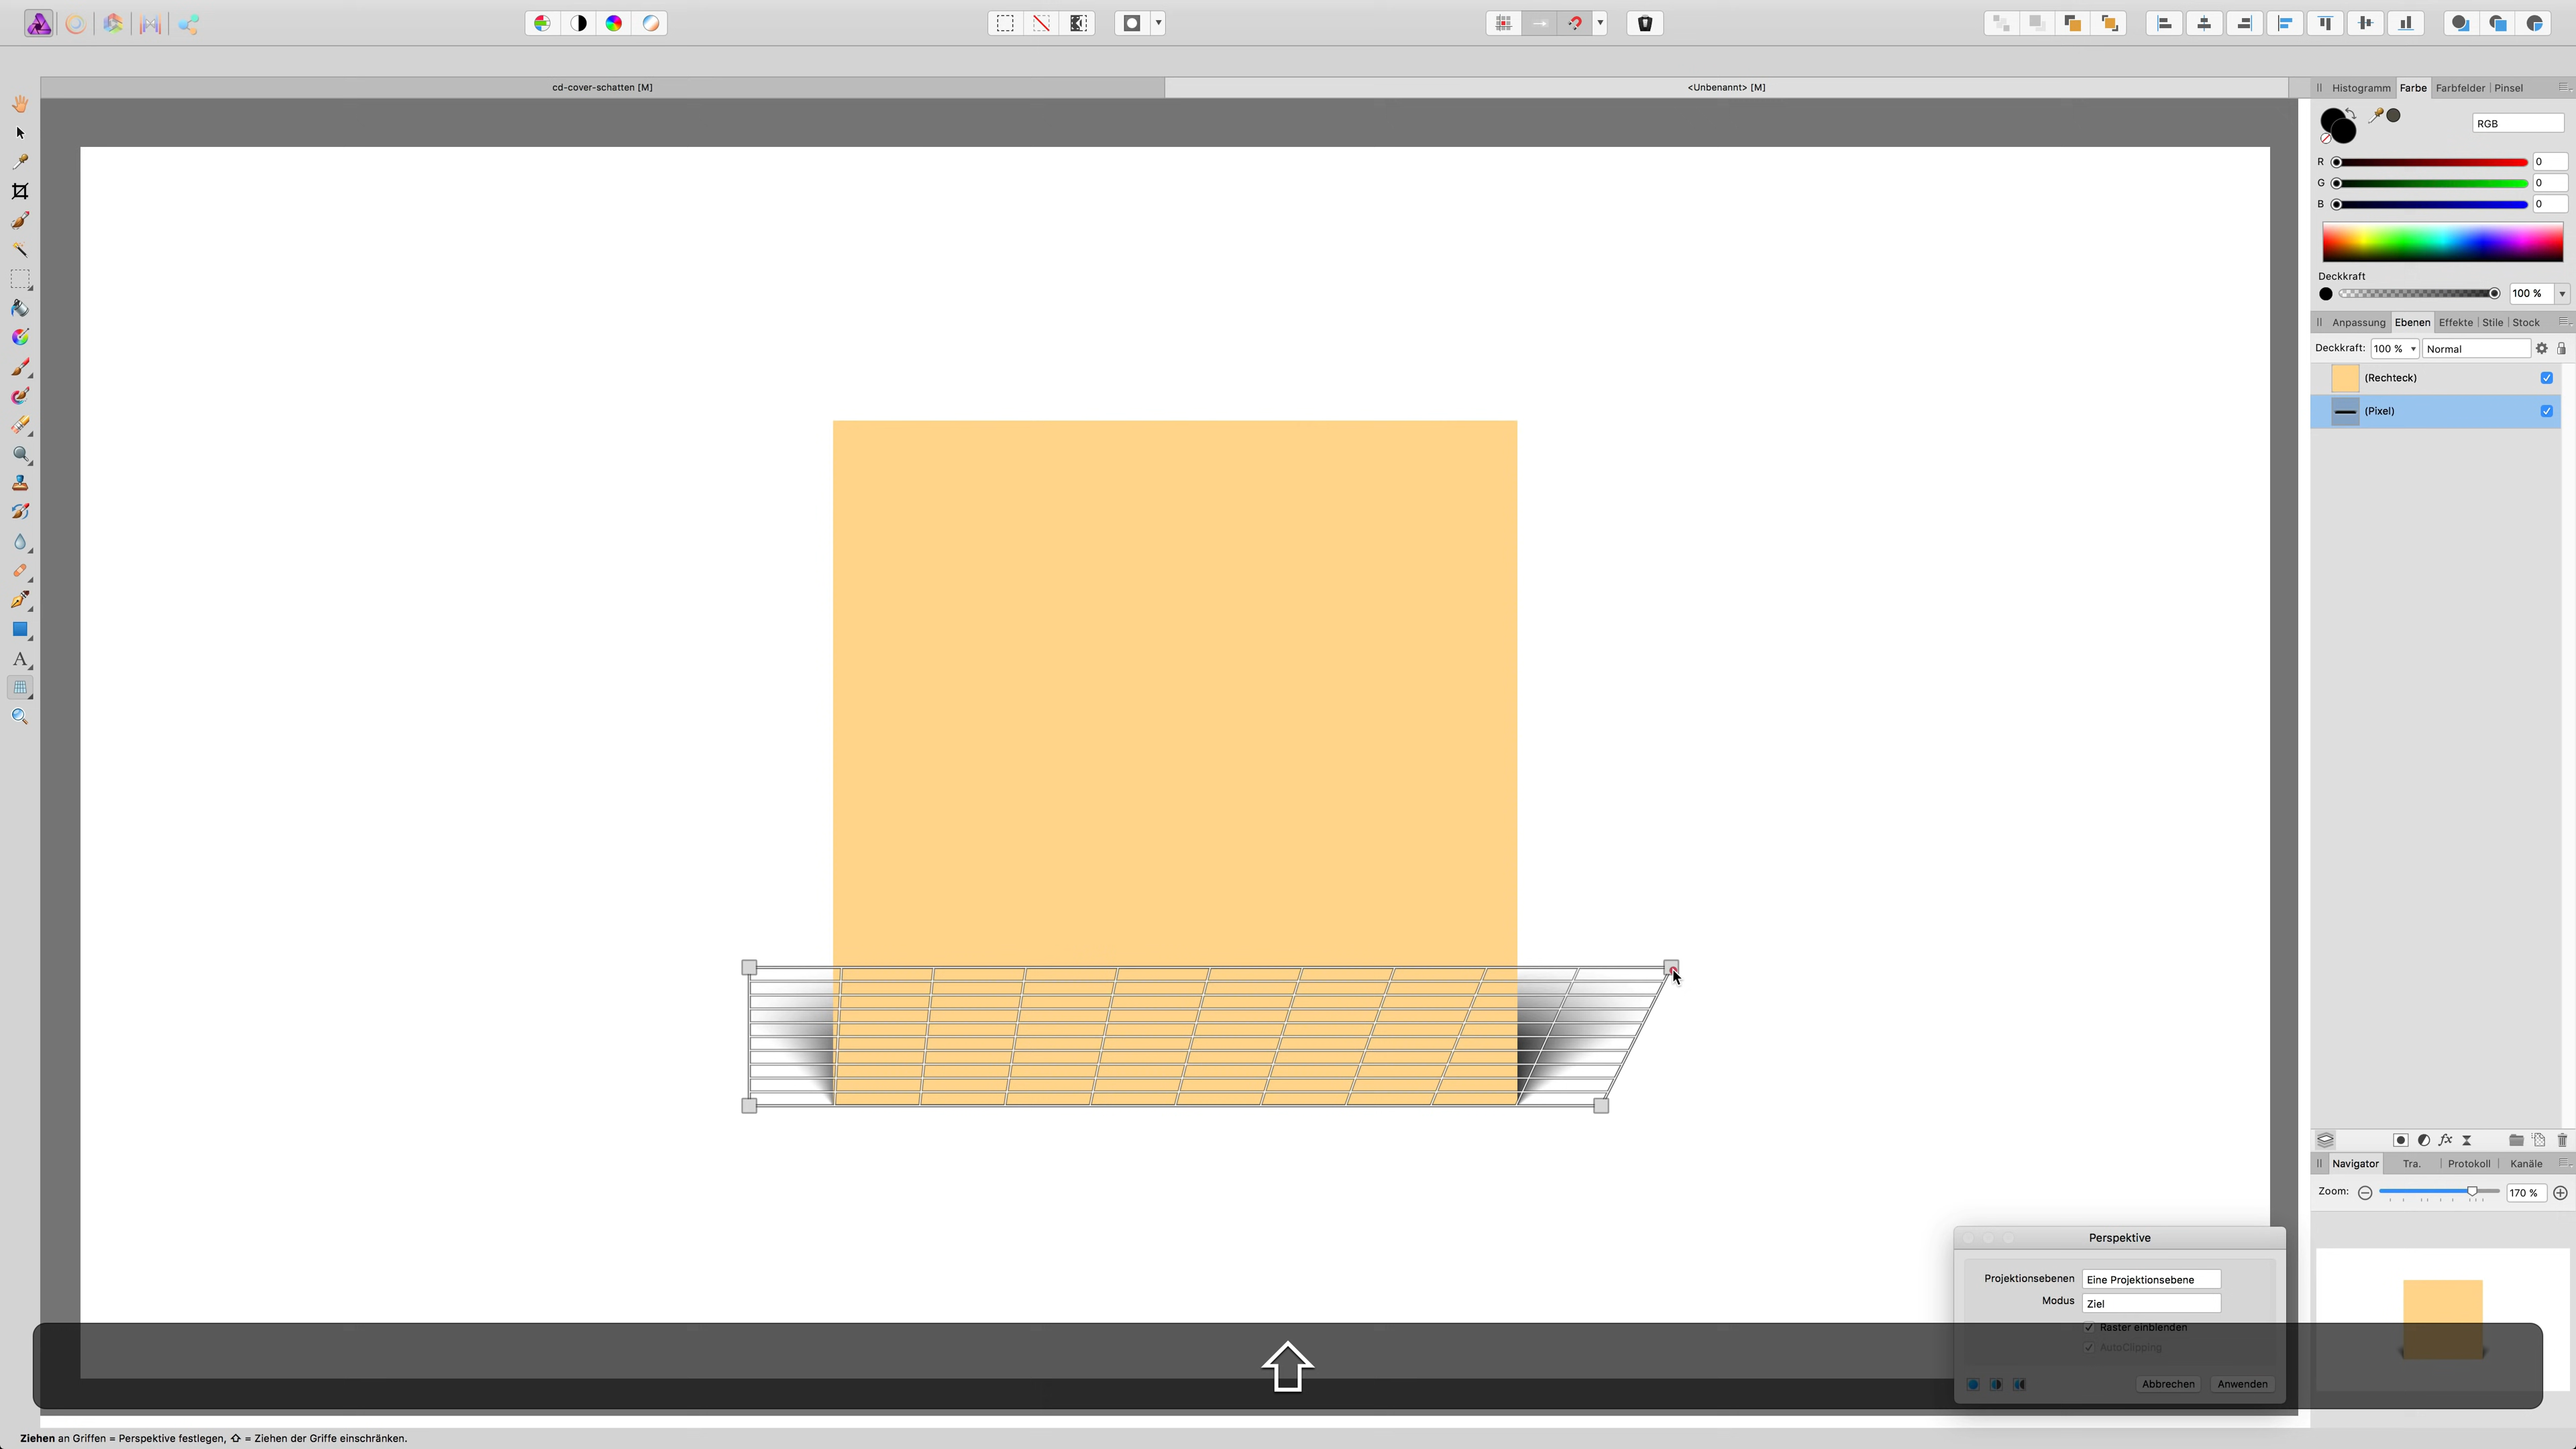 cd-cover-schatten [M]
<Unbenannt> [M]
Histogramm Farbe Farbfelder Pinsel
RGB
R 0
G 0
B 0
Deckkraft
100 %
Anpassung Ebenen Effekte Stile Stock
Deckkraft: 100 % Normal
(Rechteck)
(Pixel)
A
fx
Navigator Tra. Protokoll Kanäle
Zoom: 170 %
Perspektive
Projektionsebenen Eine Projektionsebene
Modus Ziel
Raster einblenden
AutoClipping
Abbrechen Anwenden
Ziehen an Griffen = Perspektive festlegen, ⇧ = Ziehen der Griffe einschränken.